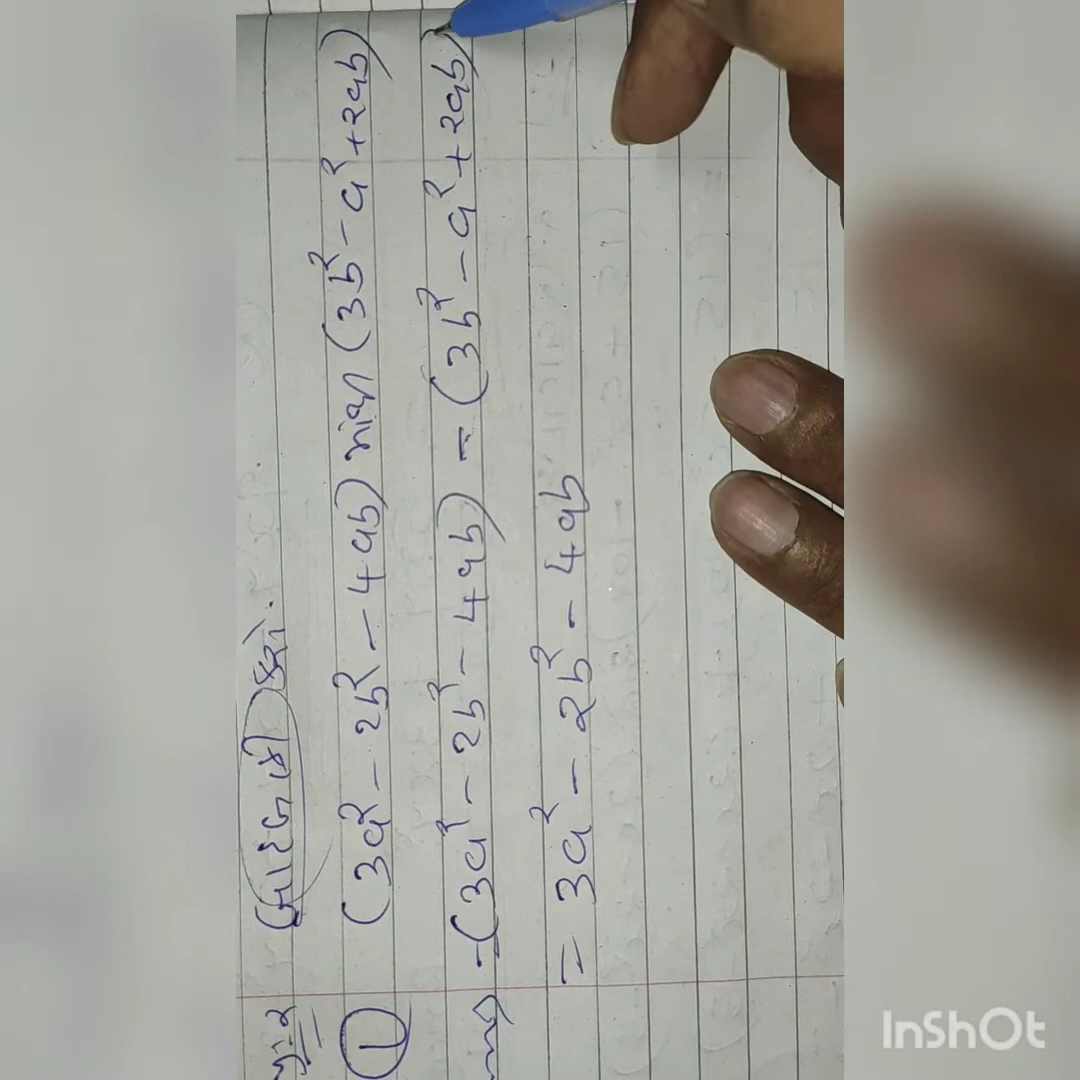 બાદબાકી કરો.
① (3a² - 2b² - 4ab) માંથી (3b² - a² + 2ab)
= (3a² - 2b² - 4ab) - (3b² - a² + 2ab)
= 3a² - 2b² - 4ab
InShOt